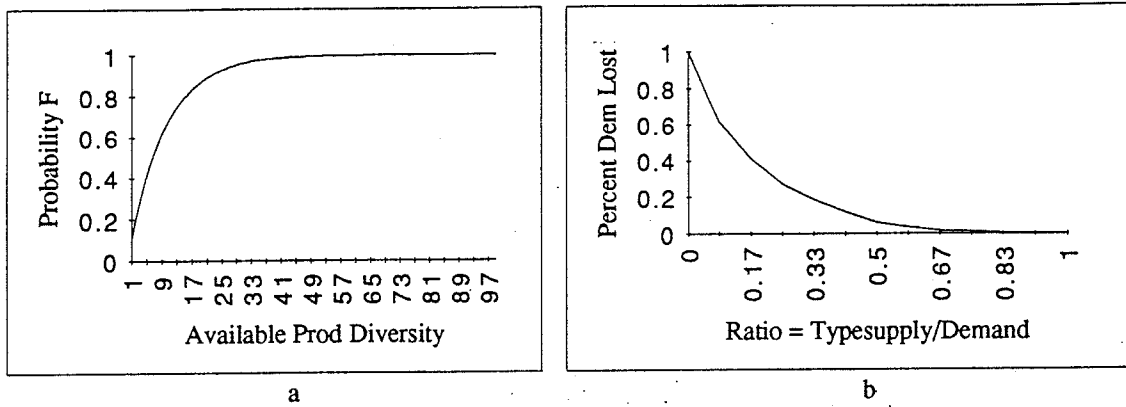 Probability F
1
0.8
0.6
0.4
0.2
0
1 9 17 25 33 41 49 57 65 73 81 89 97
Available Prod Diversity
a
Percent Dem Lost
1
0.8
0.6
0.4
0.2
0
0 0.17 0.33 0.5 0.67 0.83 1
Ratio = Typesupply/Demand
b